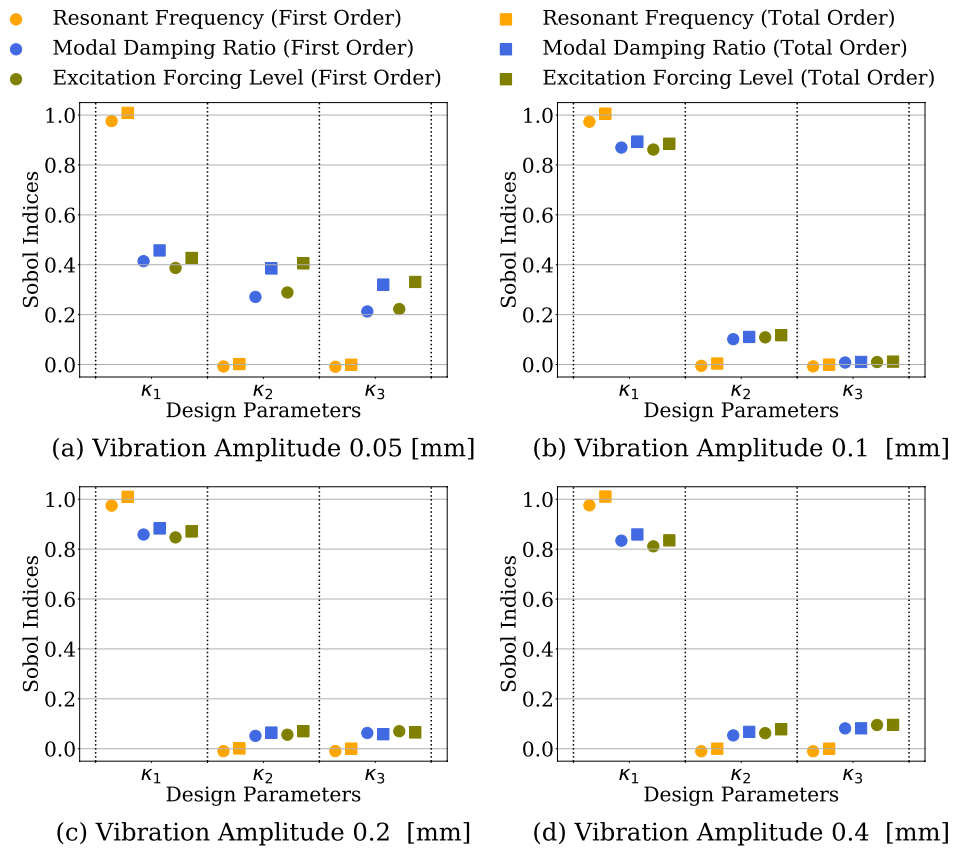 Resonant Frequency (First Order)
Modal Damping Ratio (First Order)
Excitation Forcing Level (First Order)
Resonant Frequency (Total Order)
Modal Damping Ratio (Total Order)
Excitation Forcing Level (Total Order)
Sobol Indices
1.0
0.8
0.6
0.4
0.2
0.0
κ1 κ2 κ3
Design Parameters
(a) Vibration Amplitude 0.05 [mm]
Sobol Indices
1.0
0.8
0.6
0.4
0.2
0.0
κ1 κ2 κ3
Design Parameters
(b) Vibration Amplitude 0.1 [mm]
Sobol Indices
1.0
0.8
0.6
0.4
0.2
0.0
κ1 κ2 κ3
Design Parameters
(c) Vibration Amplitude 0.2 [mm]
Sobol Indices
1.0
0.8
0.6
0.4
0.2
0.0
κ1 κ2 κ3
Design Parameters
(d) Vibration Amplitude 0.4 [mm]